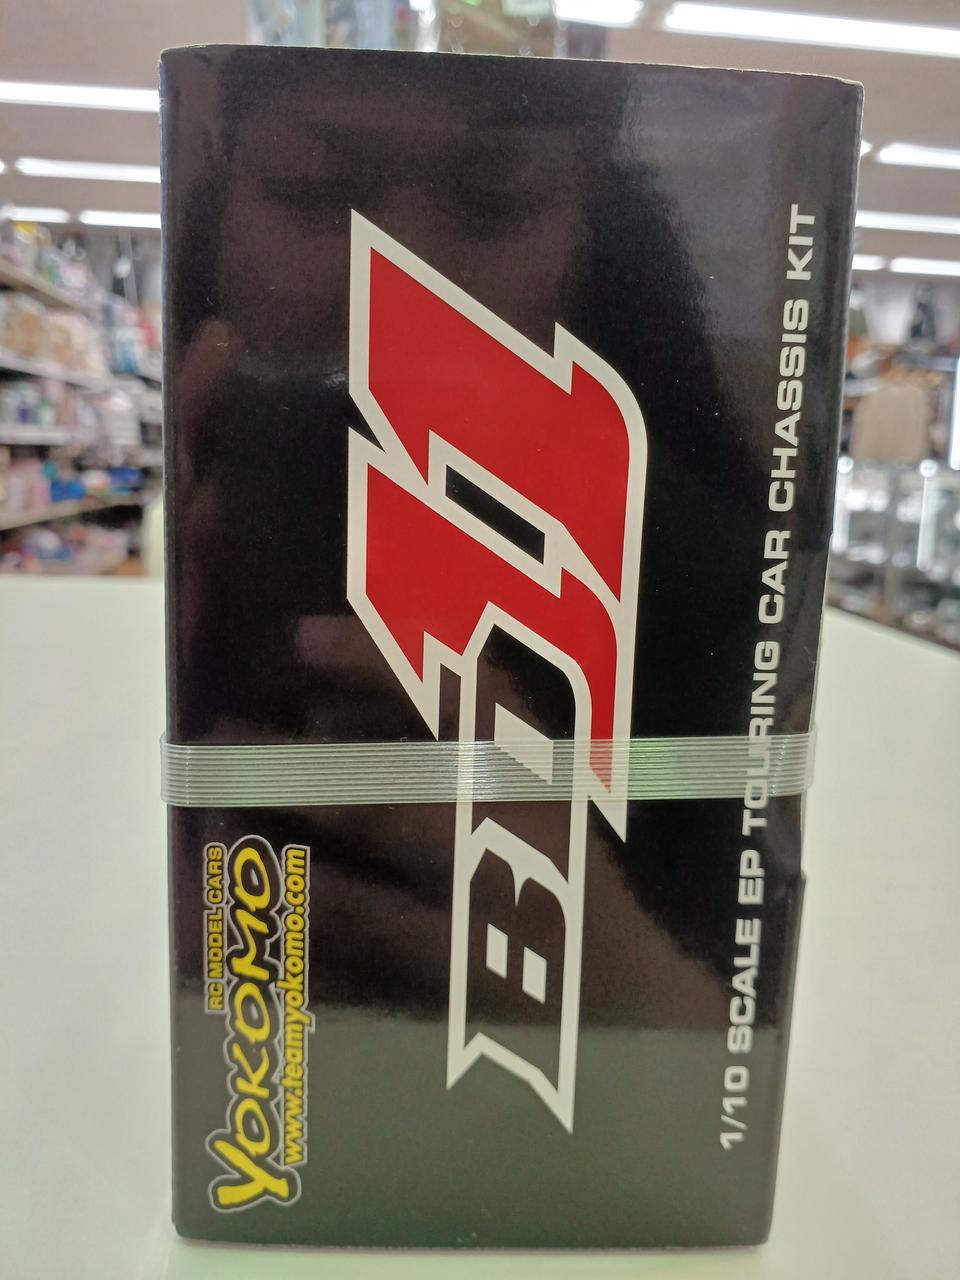 RC MODEL CARS
YOKOMO
www.teamyokomo.com
BD11
1/10 SCALE EP TOURING CAR CHASSIS KIT